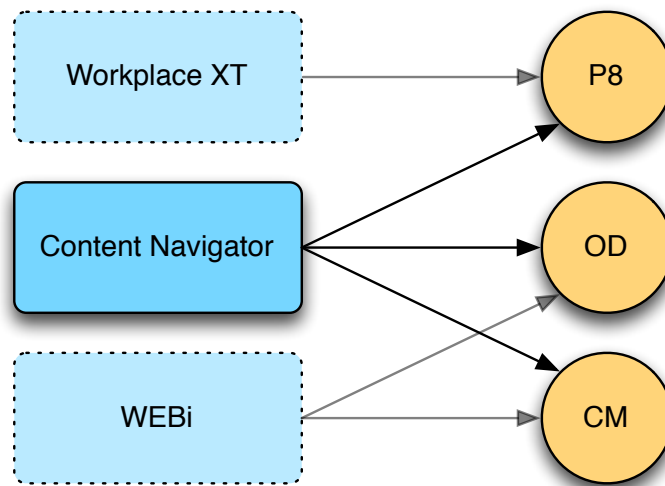 Workplace XT
P8
Content Navigator
OD
WEBi
CM